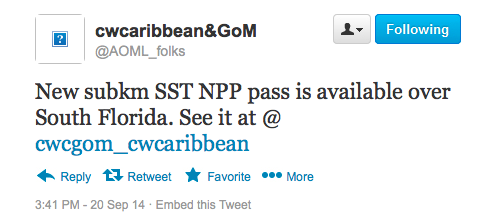 cwcaribbean&GoM
@AOML_folks
Following
New subkm SST NPP pass is available over
South Florida. See it at @
cwcgom_cwcaribbean
Reply Retweet Favorite More
3:41 PM - 20 Sep 14 · Embed this Tweet